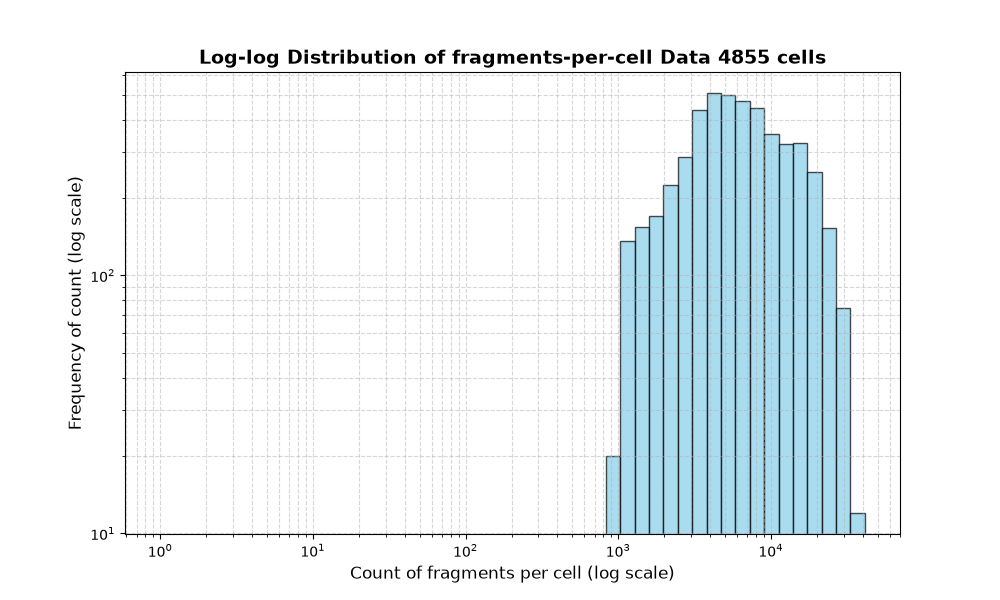 Log-log Distribution of fragments-per-cell Data 4855 cells
Frequency of count (log scale)
10²
10¹
10⁰ 10¹ 10² 10³ 10⁴
Count of fragments per cell (log scale)